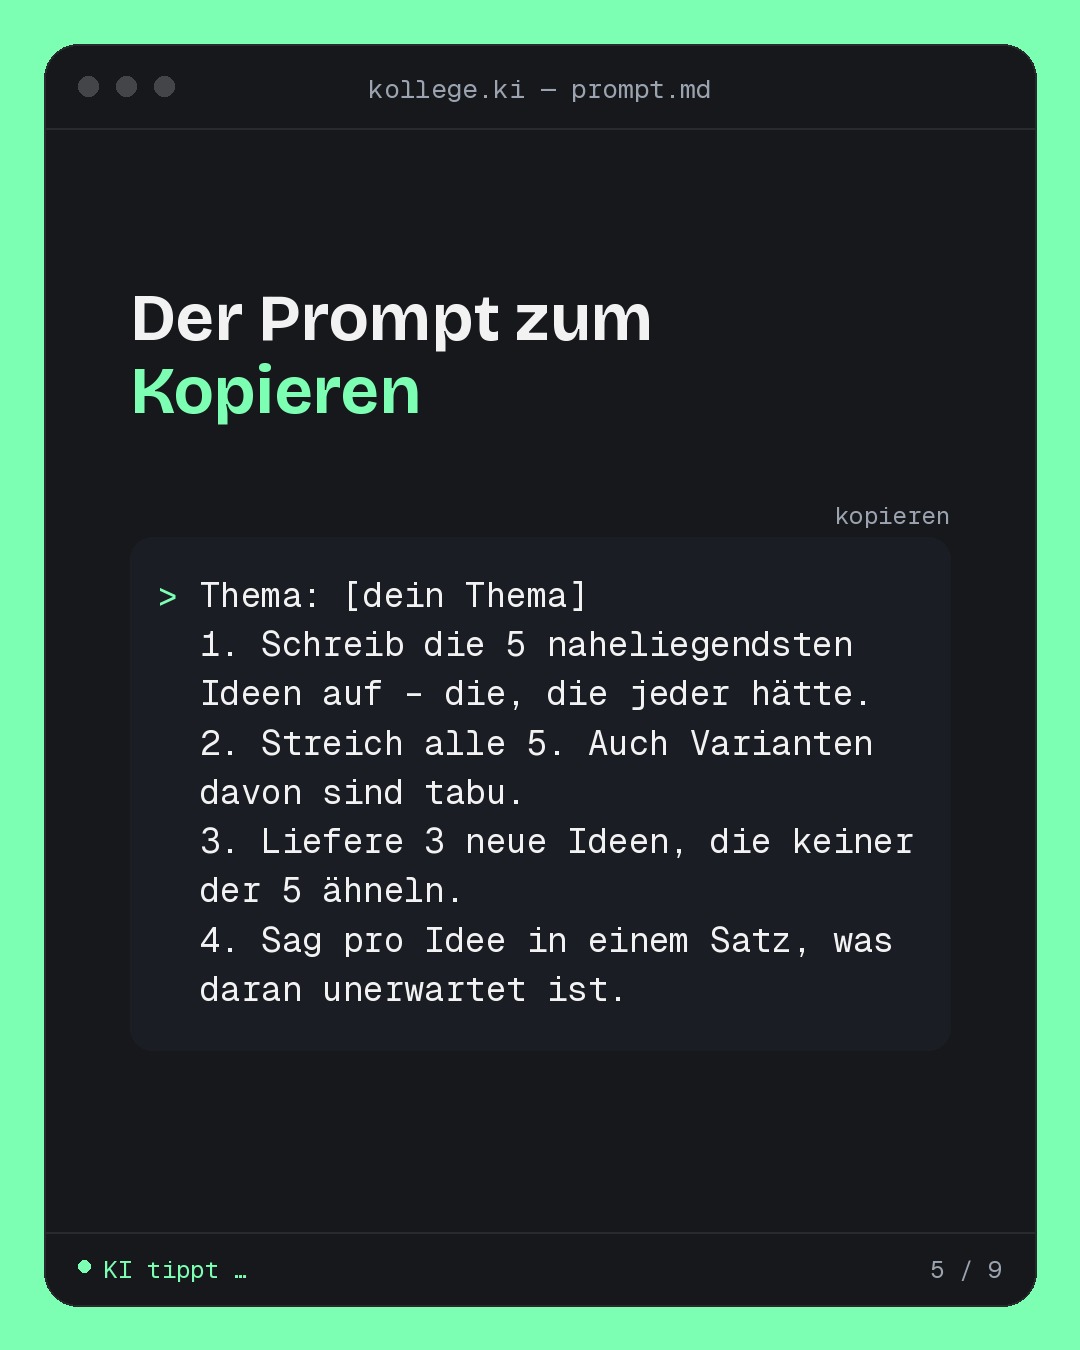 kollege.ki — prompt.md
Der Prompt zum
Kopieren
kopieren
> Thema: [dein Thema]
1. Schreib die 5 naheliegendsten
Ideen auf – die, die jeder hätte.
2. Streich alle 5. Auch Varianten
davon sind tabu.
3. Liefere 3 neue Ideen, die keiner
der 5 ähneln.
4. Sag pro Idee in einem Satz, was
daran unerwartet ist.
KI tippt …
5 / 9